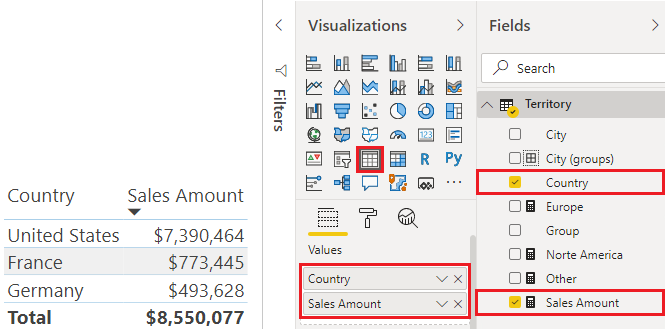 Country Sales Amount
United States $7,390,464
France $773,445
Germany $493,628
Total $8,550,077
Filters
Visualizations
123
R Py
Values
Country
Sales Amount
Fields
Search
Territory
City
City (groups)
Country
Europe
Group
Norte America
Other
Sales Amount